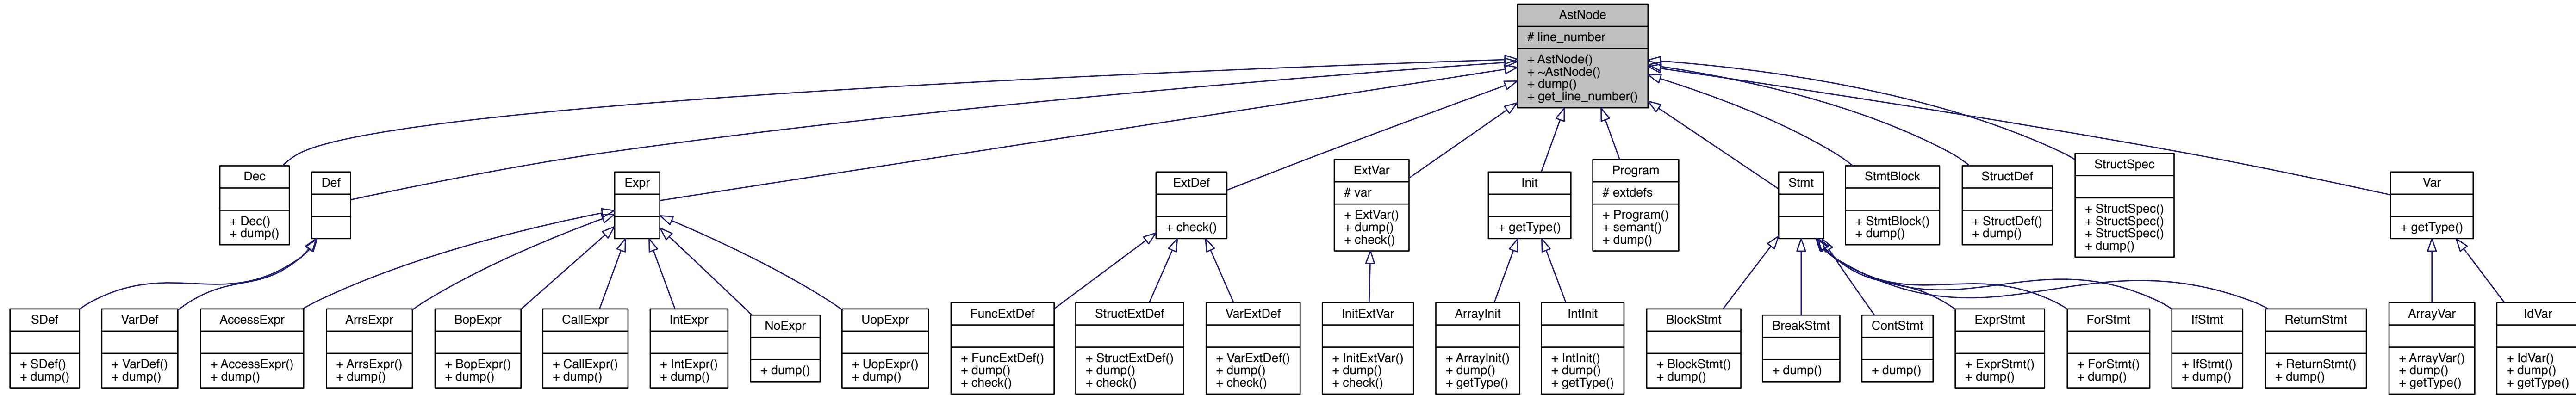 AstNode
# line_number
+ AstNode()
+ ~AstNode()
+ dump()
+ get_line_number()
Dec
+ Dec()
+ dump()
Def
Expr
ExtDef
+ check()
ExtVar
# var
+ ExtVar()
+ dump()
+ check()
Init
+ getType()
Program
# extdefs
+ Program()
+ semant()
+ dump()
Stmt
StmtBlock
+ StmtBlock()
+ dump()
StructDef
+ StructDef()
+ dump()
StructSpec
+ StructSpec()
+ StructSpec()
+ StructSpec()
+ dump()
Var
+ getType()
SDef
+ SDef()
+ dump()
VarDef
+ VarDef()
+ dump()
AccessExpr
+ AccessExpr()
+ dump()
ArrsExpr
+ ArrsExpr()
+ dump()
BopExpr
+ BopExpr()
+ dump()
CallExpr
+ CallExpr()
+ dump()
IntExpr
+ IntExpr()
+ dump()
NoExpr
+ dump()
UopExpr
+ UopExpr()
+ dump()
FuncExtDef
+ FuncExtDef()
+ dump()
+ check()
StructExtDef
+ StructExtDef()
+ dump()
+ check()
VarExtDef
+ VarExtDef()
+ dump()
+ check()
InitExtVar
+ InitExtVar()
+ dump()
+ check()
ArrayInit
+ ArrayInit()
+ dump()
+ getType()
IntInit
+ IntInit()
+ dump()
+ getType()
BlockStmt
+ BlockStmt()
+ dump()
BreakStmt
+ dump()
ContStmt
+ dump()
ExprStmt
+ ExprStmt()
+ dump()
ForStmt
+ ForStmt()
+ dump()
IfStmt
+ IfStmt()
+ dump()
ReturnStmt
+ ReturnStmt()
+ dump()
ArrayVar
+ ArrayVar()
+ dump()
+ getType()
IdVar
+ IdVar()
+ dump()
+ getType()